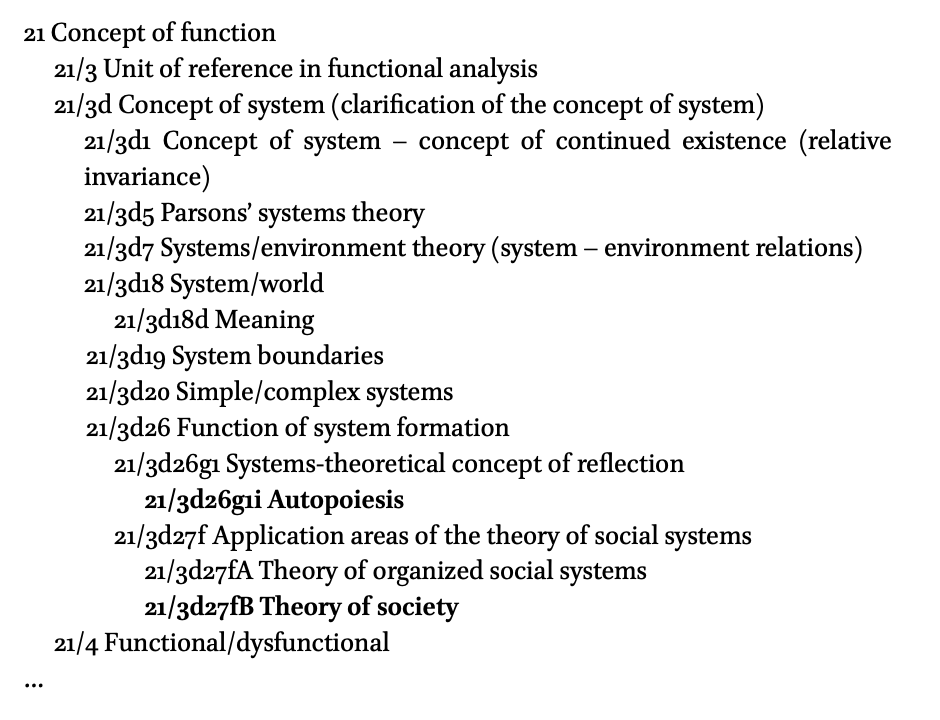 21 Concept of function
21/3 Unit of reference in functional analysis
21/3d Concept of system (clarification of the concept of system)
21/3d1 Concept of system – concept of continued existence (relative
invariance)
21/3d5 Parsons’ systems theory
21/3d7 Systems/environment theory (system – environment relations)
21/3d18 System/world
21/3d18d Meaning
21/3d19 System boundaries
21/3d20 Simple/complex systems
21/3d26 Function of system formation
21/3d26g1 Systems-theoretical concept of reflection
21/3d26g1i Autopoiesis
21/3d27f Application areas of the theory of social systems
21/3d27fA Theory of organized social systems
21/3d27fB Theory of society
21/4 Functional/dysfunctional
...